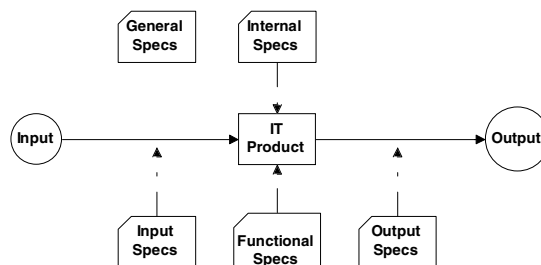 General
Specs
Internal
Specs
Input
IT
Product
Output
Input
Specs
Functional
Specs
Output
Specs